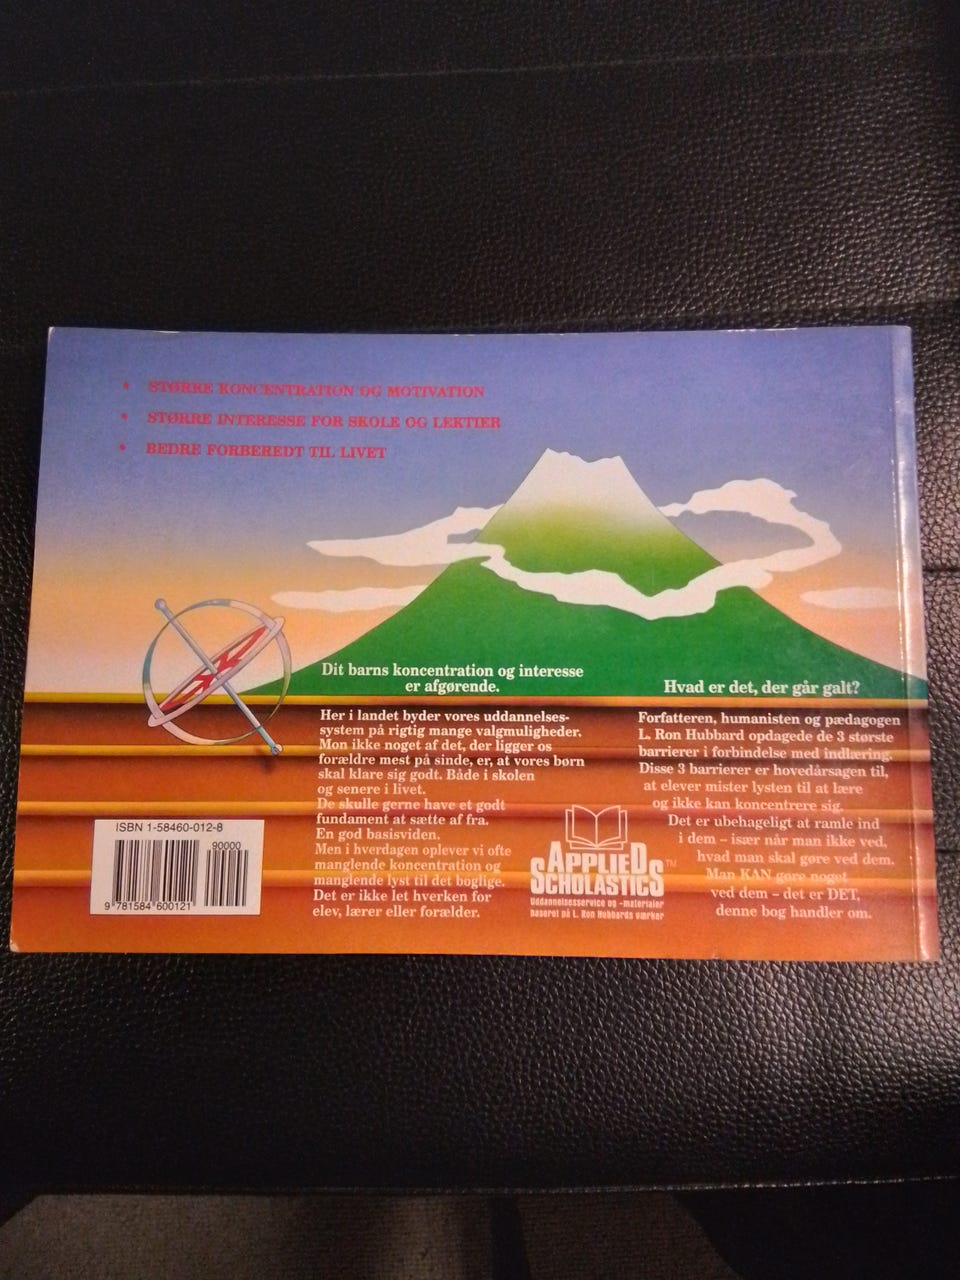 * STØRRE KONCENTRATION OG MOTIVATION
* STØRRE INTERESSE FOR SKOLE OG LEKTIER
* BEDRE FORBEREDT TIL LIVET
Dit barns koncentration og interesse
er afgørende.
Her i landet byder vores uddannelses-
system på rigtig mange valgmuligheder.
Mon ikke noget af det, der ligger os
forældre mest på sinde, er, at vores børn
skal klare sig godt. Både i skolen
og senere i livet.
De skulle gerne have et godt
fundament at sætte af fra.
En god basisviden.
Men i hverdagen oplever vi ofte
manglende koncentration og
manglende lyst til det boglige.
Det er ikke let hverken for
elev, lærer eller forælder.
Hvad er det, der går galt?
Forfatteren, humanisten og pædagogen
L. Ron Hubbard opdagede de 3 største
barrierer i forbindelse med indlæring.
Disse 3 barrierer er hovedårsagen til,
at elever mister lysten til at lære
og ikke kan koncentrere sig.
Det er ubehageligt at ramle ind
i dem – især når man ikke ved,
hvad man skal gøre ved dem.
Man KAN gøre noget
ved dem – det er DET,
denne bog handler om.
APPLIED
SCHOLASTICS™
Uddannelsesservice og -materialer
baseret på L. Ron Hubbards værker
ISBN 1-58460-012-8
90000
9 781584 600121